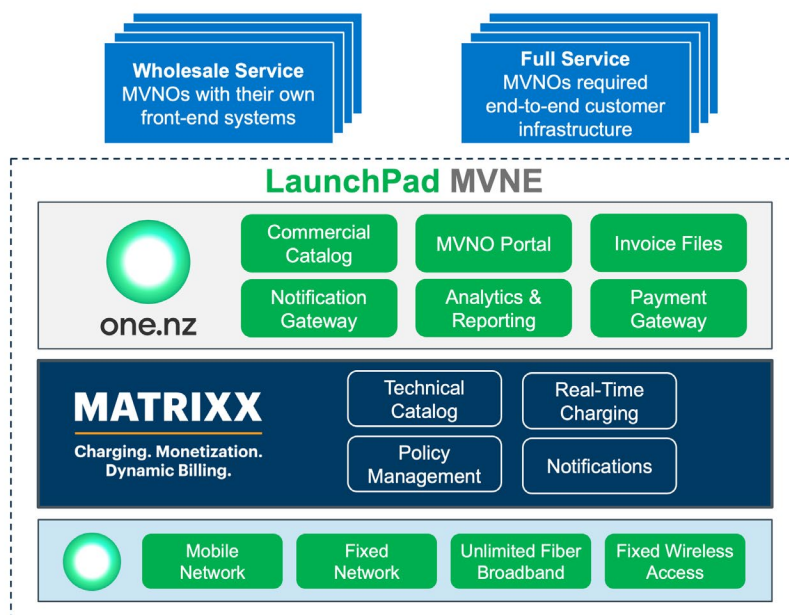 Wholesale Service
MVNOs with their own
front-end systems
Full Service
MVNOs required
end-to-end customer
infrastructure
LaunchPad MVNE
one.nz
Commercial
Catalog
MVNO Portal
Invoice Files
Notification
Gateway
Analytics &
Reporting
Payment
Gateway
MATRIXX
Charging. Monetization.
Dynamic Billing.
Technical
Catalog
Real-Time
Charging
Policy
Management
Notifications
Mobile
Network
Fixed
Network
Unlimited Fiber
Broadband
Fixed Wireless
Access